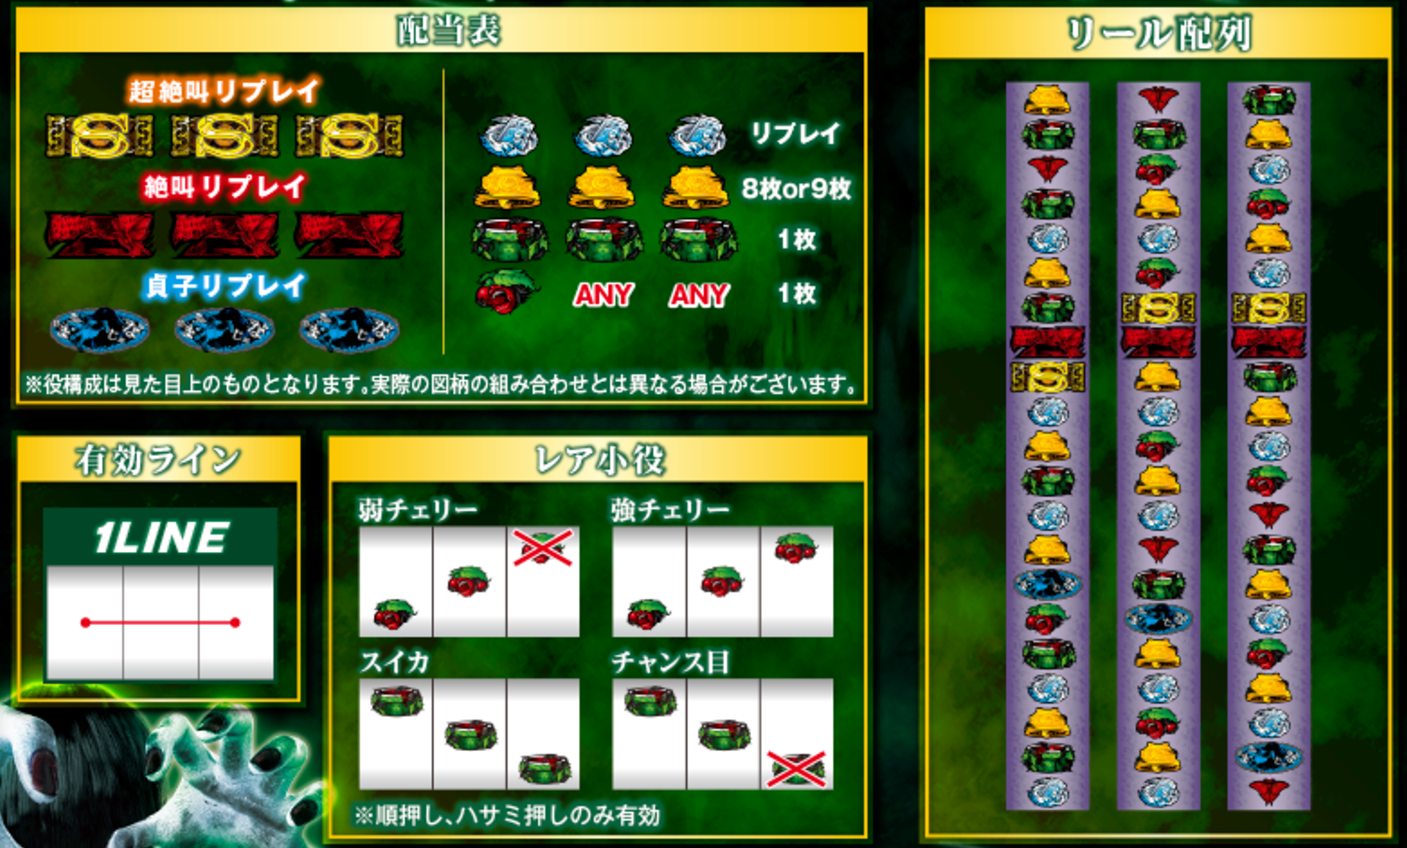 配当表
超絶叫リプレイ
絶叫リプレイ
貞子リプレイ
リプレイ
8枚or9枚
1枚
ANY ANY 1枚
※役構成は見た目上のものとなります。実際の図柄の組み合わせとは異なる場合がございます。
有効ライン
1LINE
レア小役
弱チェリー
強チェリー
スイカ
チャンス目
※順押し、ハサミ押しのみ有効
リール配列